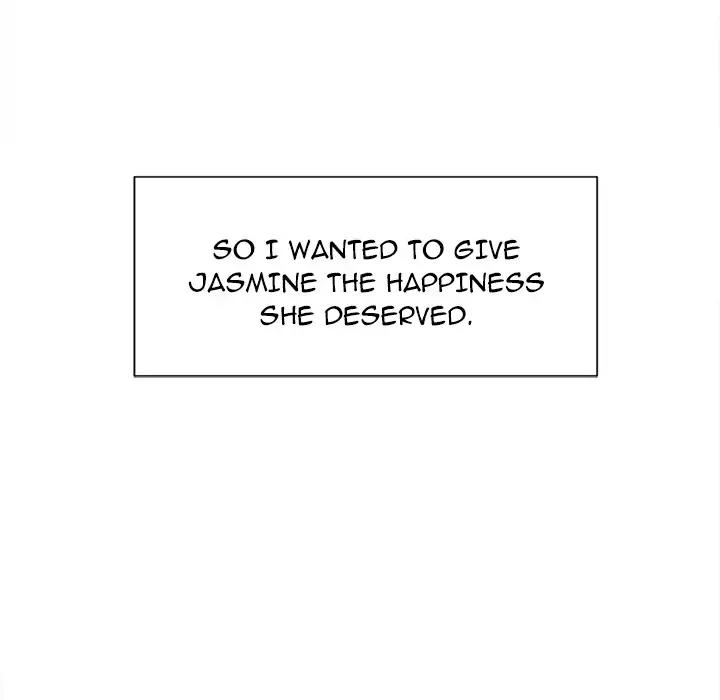 SO I WANTED TO GIVE
JASMINE THE HAPPINESS
SHE DESERVED.